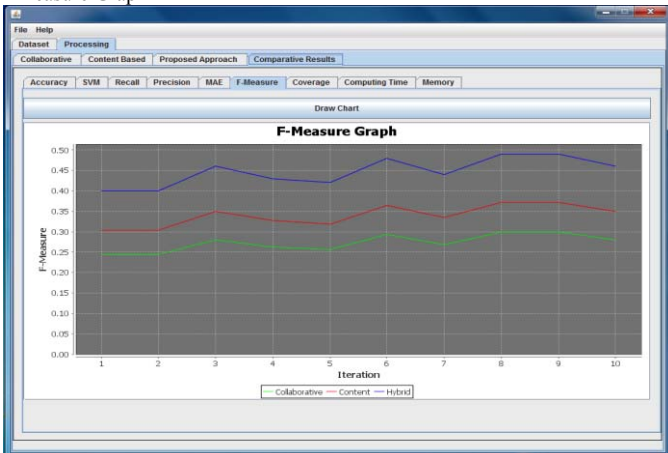 File Help
Dataset Processing
Collaborative Content Based Proposed Approach Comparative Results
Accuracy SVM Recall Precision MAE F-Measure Coverage Computing Time Memory
Draw Chart
F-Measure Graph
F-Measure
0.50
0.45
0.40
0.35
0.30
0.25
0.20
0.15
0.10
0.05
0.00
1 2 3 4 5 6 7 8 9 10
Iteration
Collaborative Content Hybrid